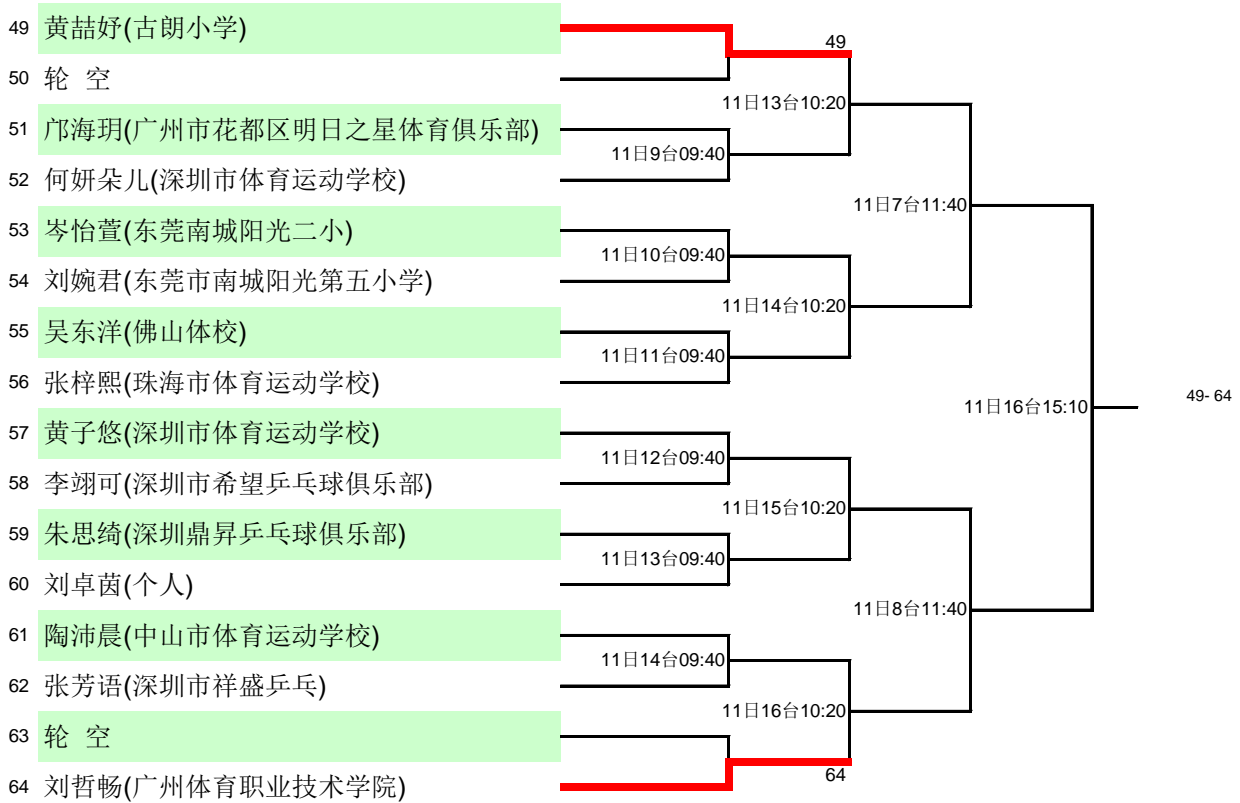 49 黄喆妤(古朗小学)
49
50 轮 空
11日13台10:20
51 邝海玥(广州市花都区明日之星体育俱乐部)
11日9台09:40
52 何妍朵儿(深圳市体育运动学校)
11日7台11:40
53 岑怡萱(东莞南城阳光二小)
11日10台09:40
54 刘婉君(东莞市南城阳光第五小学)
11日14台10:20
55 吴东洋(佛山体校)
11日11台09:40
56 张梓熙(珠海市体育运动学校)
11日16台15:10
49- 64
57 黄子悠(深圳市体育运动学校)
11日12台09:40
58 李翊可(深圳市希望乒乓球俱乐部)
11日15台10:20
59 朱思绮(深圳鼎昇乒乓球俱乐部)
11日13台09:40
60 刘卓茵(个人)
11日8台11:40
61 陶沛晨(中山市体育运动学校)
11日14台09:40
62 张芳语(深圳市祥盛乒乓)
11日16台10:20
63 轮 空
64
64 刘哲畅(广州体育职业技术学院)